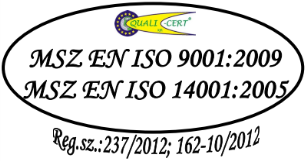 QUALI-CERT®
MSZ EN ISO 9001:2009
MSZ EN ISO 14001:2005
Reg.sz.:237/2012; 162-10/2012